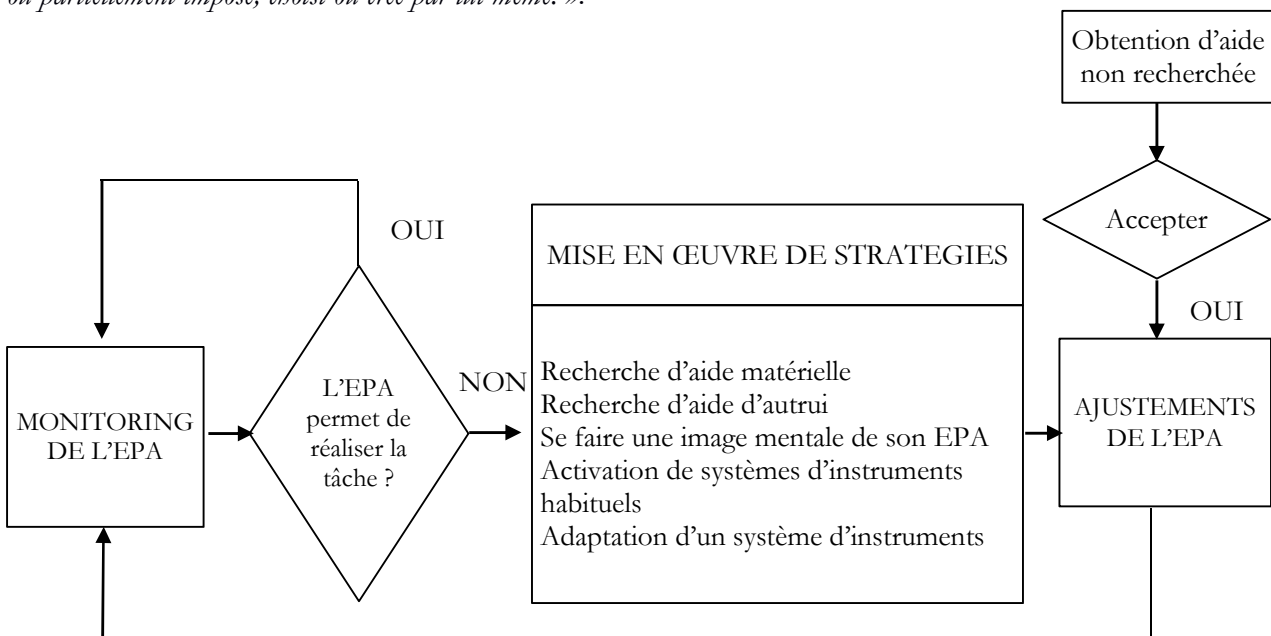 ou partiellement imposé, choisi ou créé par lui-même. ».
Obtention d'aide
non recherchée
Accepter
OUI
OUI
MISE EN ŒUVRE DE STRATEGIES
MONITORING
DE L'EPA
L'EPA
permet de
réaliser la
tâche ?
NON
Recherche d'aide matérielle
Recherche d'aide d'autrui
Se faire une image mentale de son EPA
Activation de systèmes d'instruments
habituels
Adaptation d'un système d'instruments
AJUSTEMENTS
DE L'EPA